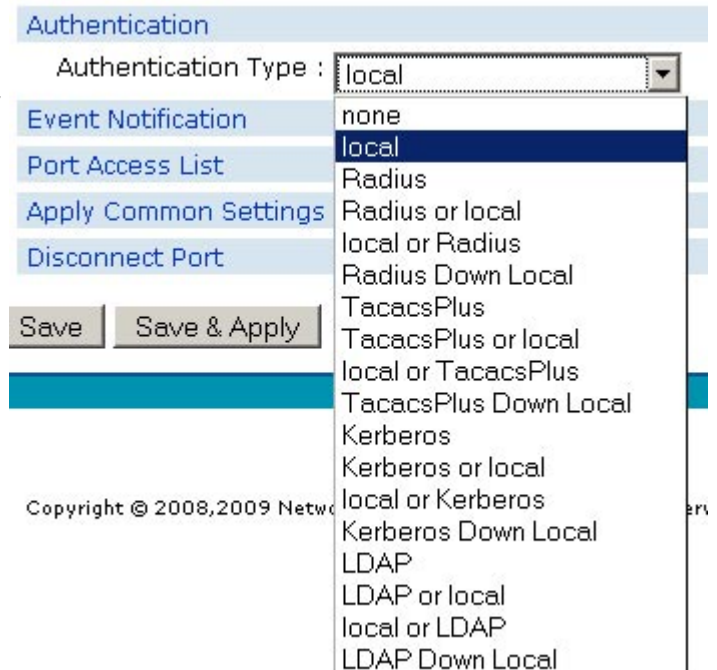 Authentication
Authentication Type : local
Event Notification
Port Access List
Apply Common Settings
Disconnect Port
Save
Save & Apply
none
local
Radius
Radius or local
local or Radius
Radius Down Local
TacacsPlus
TacacsPlus or local
local or TacacsPlus
TacacsPlus Down Local
Kerberos
Kerberos or local
local or Kerberos
Kerberos Down Local
LDAP
LDAP or local
local or LDAP
LDAP Down Local
Copyright © 2008,2009